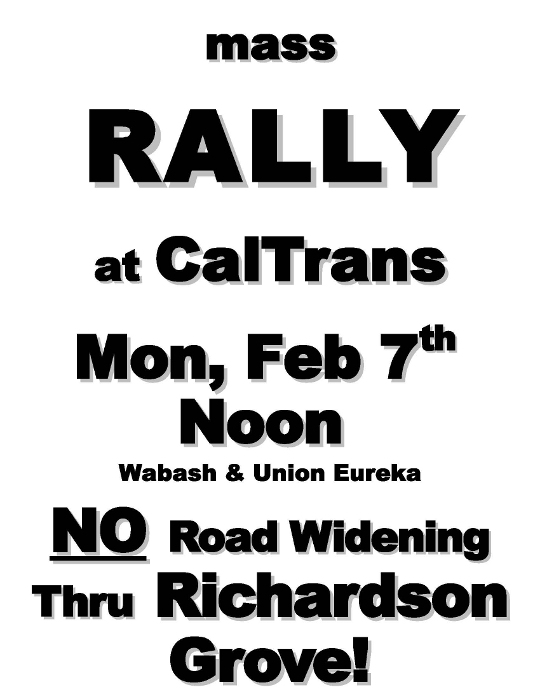 mass
RALLY
at CalTrans
Mon, Feb 7th
Noon
Wabash & Union Eureka
NO Road Widening
Thru Richardson
Grove!